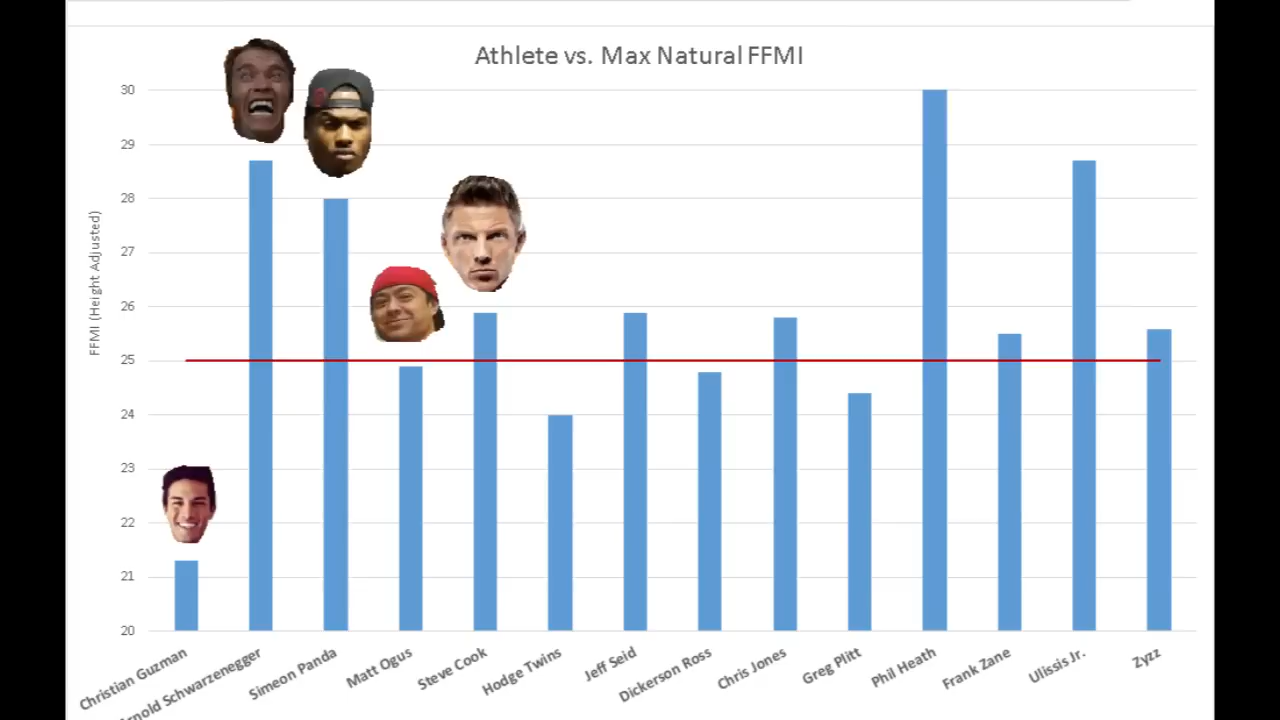 Athlete vs. Max Natural FFMI
FFMI (Height Adjusted)
30
29
28
27
26
25
24
23
22
21
20
Christian Guzman
rnold Schwarzenegger
Simeon Panda
Matt Ogus
Steve Cook
Hodge Twins
Jeff Seid
Dickerson Ross
Chris Jones
Greg Plitt
Phil Heath
Frank Zane
Ulissis Jr.
Zyzz